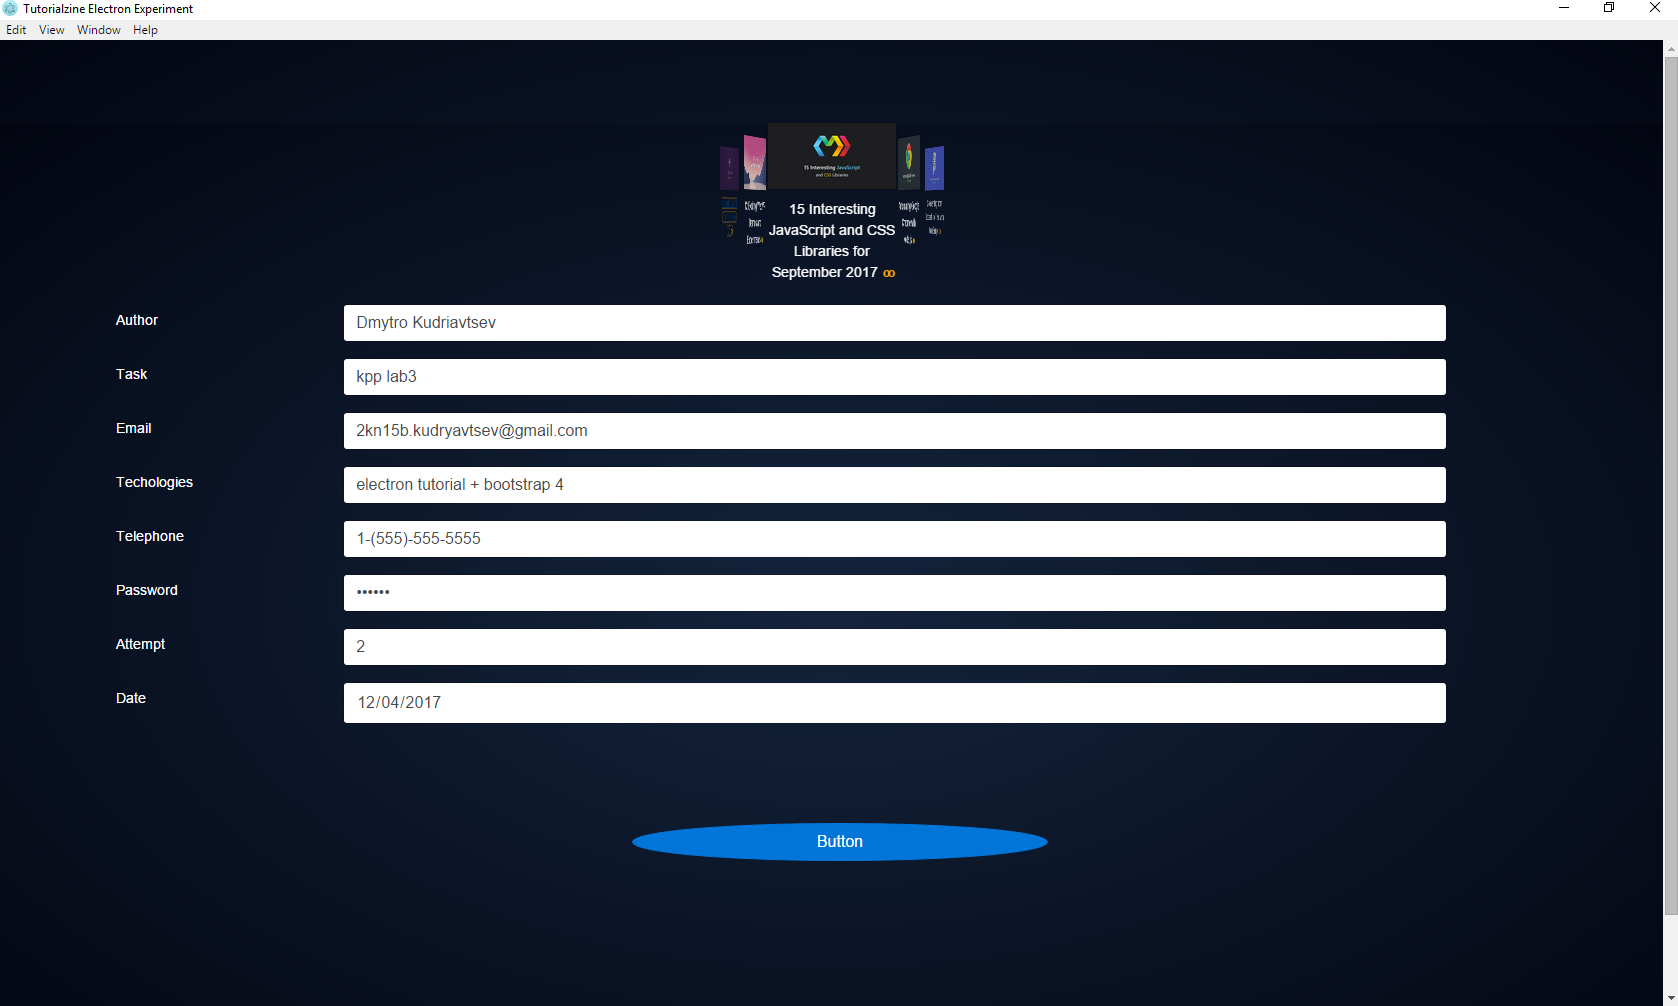 Tutorialzine Electron Experiment
Edit View Window Help
15 Interesting JavaScript
and CSS Libraries
15 Interesting
JavaScript and CSS
Libraries for
September 2017 ∞
Author Dmytro Kudriavtsev
Task kpp lab3
Email 2kn15b.kudryavtsev@gmail.com
Techologies electron tutorial + bootstrap 4
Telephone 1-(555)-555-5555
Password ••••••
Attempt 2
Date 12/04/2017
Button